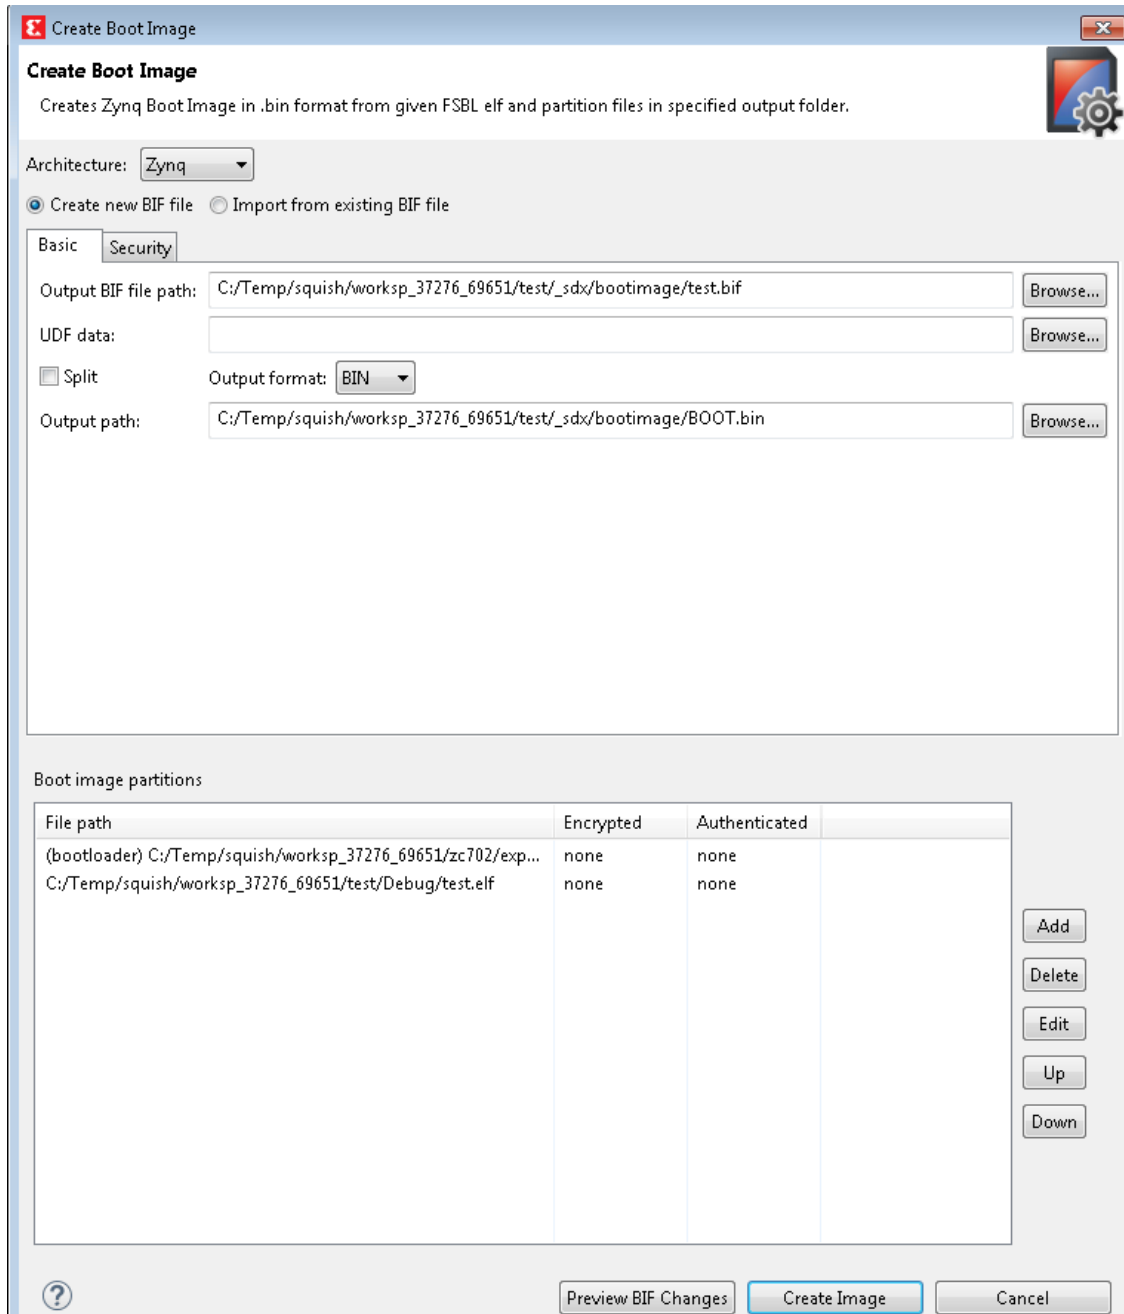 Create Boot Image
Create Boot Image
Creates Zynq Boot Image in .bin format from given FSBL elf and partition files in specified output folder.
Architecture: Zynq
Create new BIF file Import from existing BIF file
Basic Security
Output BIF file path: C:/Temp/squish/worksp_37276_69651/test/_sdx/bootimage/test.bif Browse...
UDF data: Browse...
Split Output format: BIN
Output path: C:/Temp/squish/worksp_37276_69651/test/_sdx/bootimage/BOOT.bin Browse...
Boot image partitions
File path Encrypted Authenticated
(bootloader) C:/Temp/squish/worksp_37276_69651/zc702/exp... none none
C:/Temp/squish/worksp_37276_69651/test/Debug/test.elf none none
Add
Delete
Edit
Up
Down
? Preview BIF Changes Create Image Cancel